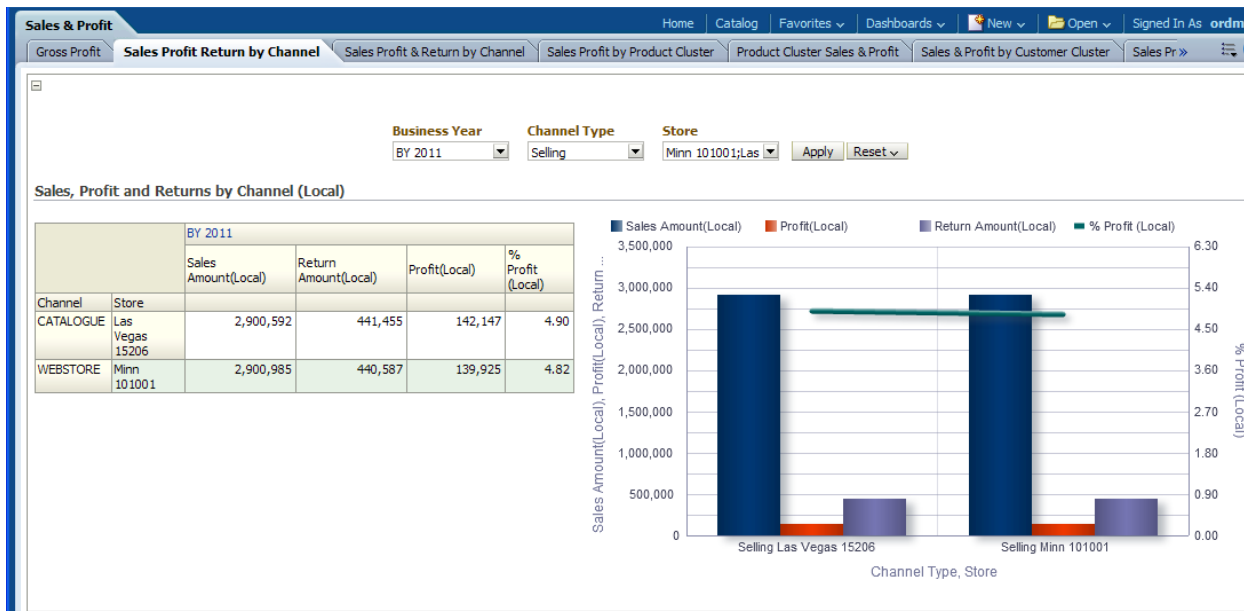 Sales & Profit
Home Catalog Favorites Dashboards New Open Signed In As ordm
Gross Profit Sales Profit Return by Channel Sales Profit & Return by Channel Sales Profit by Product Cluster Product Cluster Sales & Profit Sales & Profit by Customer Cluster Sales Pr »
Business Year Channel Type Store
BY 2011 Selling Minn 101001;Las Apply Reset
Sales, Profit and Returns by Channel (Local)
BY 2011
Sales Amount(Local) Return Amount(Local) Profit(Local) % Profit (Local)
Channel Store
CATALOGUE Las Vegas 15206 2,900,592 441,455 142,147 4.90
WEBSTORE Minn 101001 2,900,985 440,587 139,925 4.82
Sales Amount(Local) Profit(Local) Return Amount(Local) % Profit (Local)
Sales Amount(Local), Profit(Local), Return ...
3,500,000
3,000,000
2,500,000
2,000,000
1,500,000
1,000,000
500,000
0
6.30
5.40
4.50
3.60
2.70
1.80
0.90
0.00
% Profit (Local)
Selling Las Vegas 15206 Selling Minn 101001
Channel Type, Store